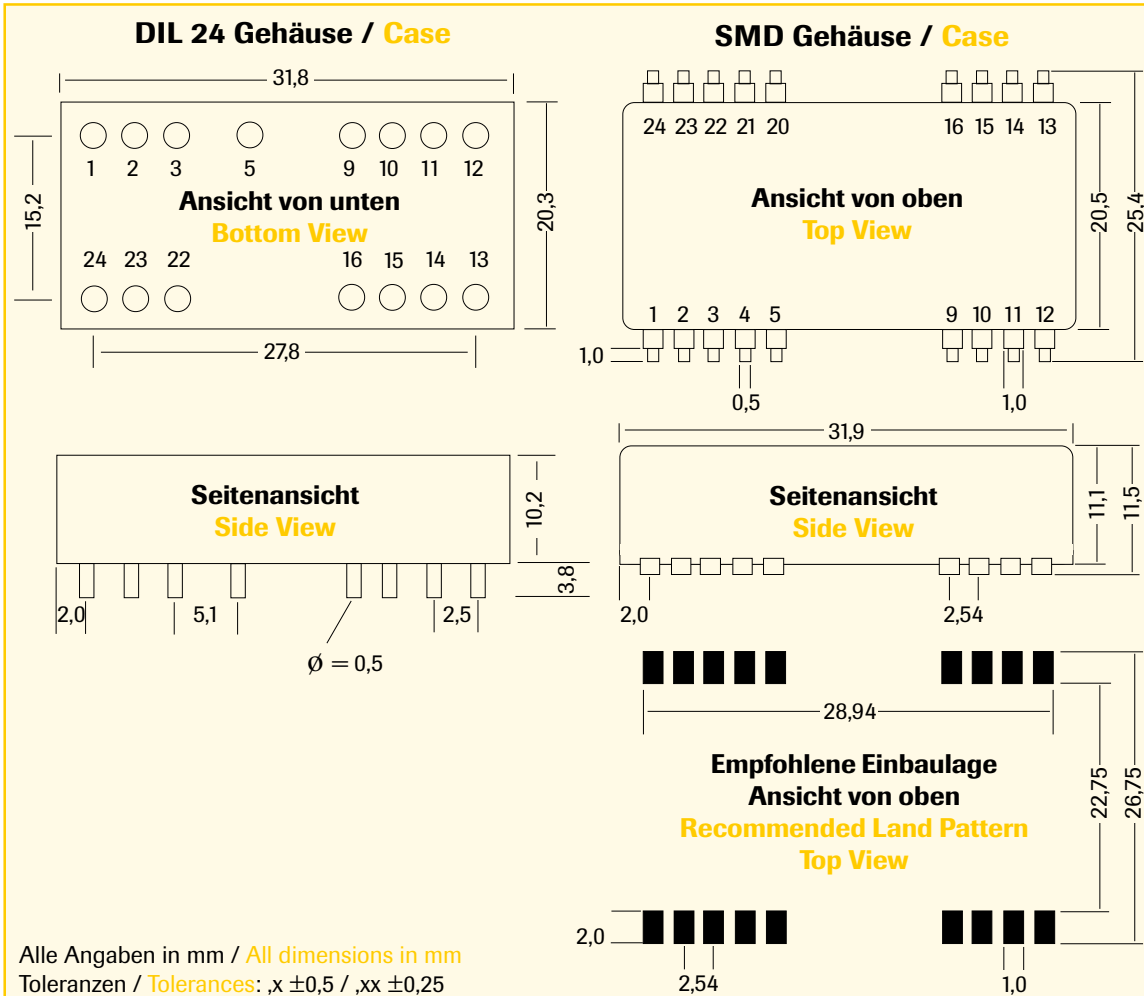 DIL 24 Gehäuse / Case
31,8
1 2 3 5 9 10 11 12
Ansicht von unten
Bottom View
15,2
20,3
24 23 22 16 15 14 13
27,8
Seitenansicht
Side View
10,2
3,8
2,0 5,1 2,5
Ø = 0,5
SMD Gehäuse / Case
24 23 22 21 20 16 15 14 13
Ansicht von oben
Top View
20,5
25,4
1 2 3 4 5 9 10 11 12
1,0
0,5 1,0
31,9
Seitenansicht
Side View
11,1
11,5
2,0 2,54
28,94
Empfohlene Einbaulage
Ansicht von oben
Recommended Land Pattern
Top View
22,75
26,75
2,0
2,54 1,0
Alle Angaben in mm / All dimensions in mm
Toleranzen / Tolerances: ,x ±0,5 / ,xx ±0,25